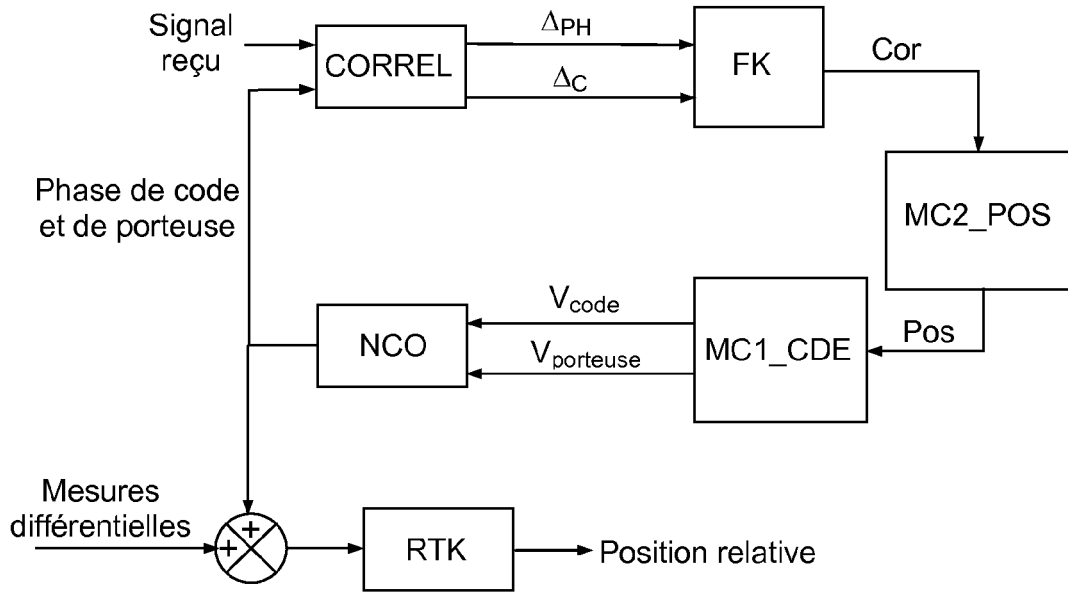 Signal
reçu
CORREL
Δ_PH
Δ_C
FK
Cor
MC2_POS
Phase de code
et de porteuse
NCO
V_code
V_porteuse
MC1_CDE
Pos
Mesures
différentielles
+
+
RTK
Position relative